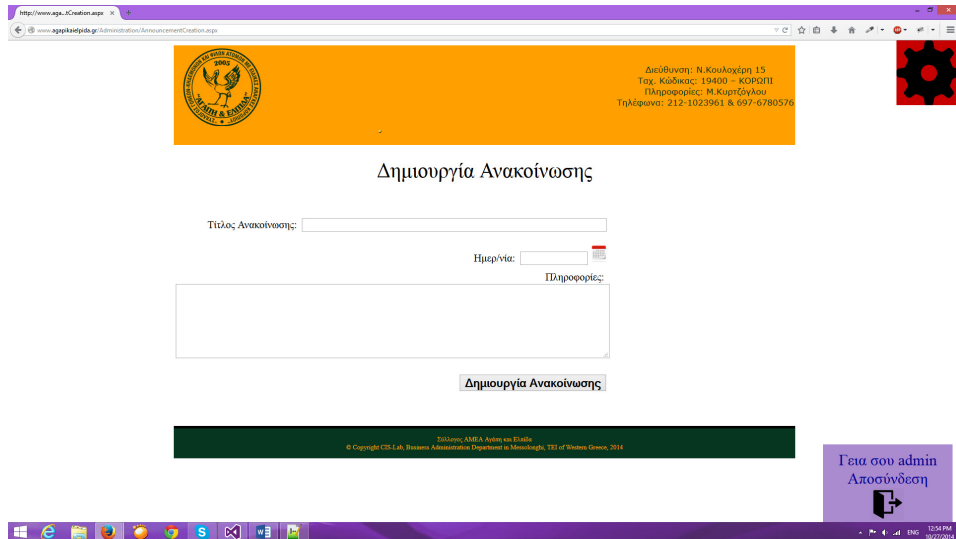 http://www.aga...tCreation.aspx
www.agapikaielpida.gr/Administration/AnnouncementCreation.aspx
2005
"ΑΓΑΠΗ & ΕΛΠΙΔΑ"
Διεύθυνση: Ν.Κουλοχέρη 15
Ταχ. Κώδικας: 19400 – ΚΟΡΩΠΙ
Πληροφορίες: Μ.Κυρτζόγλου
Τηλέφωνα: 212-1023961 & 697-6780576
Δημιουργία Ανακοίνωσης
Τίτλος Ανακοίνωσης:
Ημερ/νία:
Πληροφορίες:
Δημιουργία Ανακοίνωσης
Σύλλογος ΑΜΕΑ Αγάπη και Ελπίδα
© Copyright CIS-Lab, Business Administration Department in Messolonghi, TEI of Western Greece, 2014
Γεια σου admin
Αποσύνδεση
ENG
12:54 PM
10/27/2014